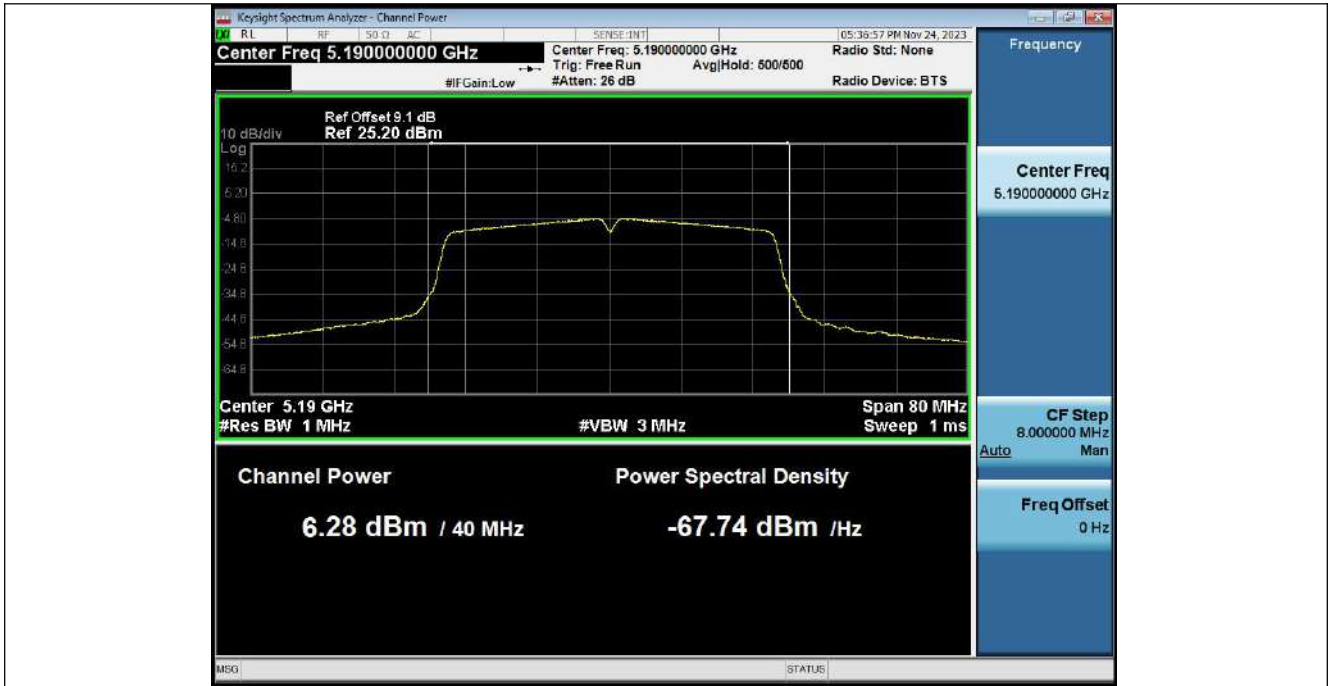 Keysight Spectrum Analyzer - Channel Power
RL RF 50 Ω AC SENSE:INT 05:36:57 PM Nov 24, 2023
Center Freq 5.190000000 GHz
Center Freq: 5.190000000 GHz Radio Std: None
Trig: Free Run Avg|Hold: 500/500
#IFGain:Low #Atten: 26 dB Radio Device: BTS
Frequency
Ref Offset 9.1 dB
10 dB/div Ref 25.20 dBm
Log
15.2
5.20
-4.80
-14.8
-24.8
-34.8
-44.8
-54.8
-64.8
Center 5.19 GHz Span 80 MHz
#Res BW 1 MHz #VBW 3 MHz Sweep 1 ms
Center Freq
5.190000000 GHz
CF Step
8.000000 MHz
Auto Man
Freq Offset
0 Hz
Channel Power Power Spectral Density
6.28 dBm / 40 MHz -67.74 dBm /Hz
MSG STATUS